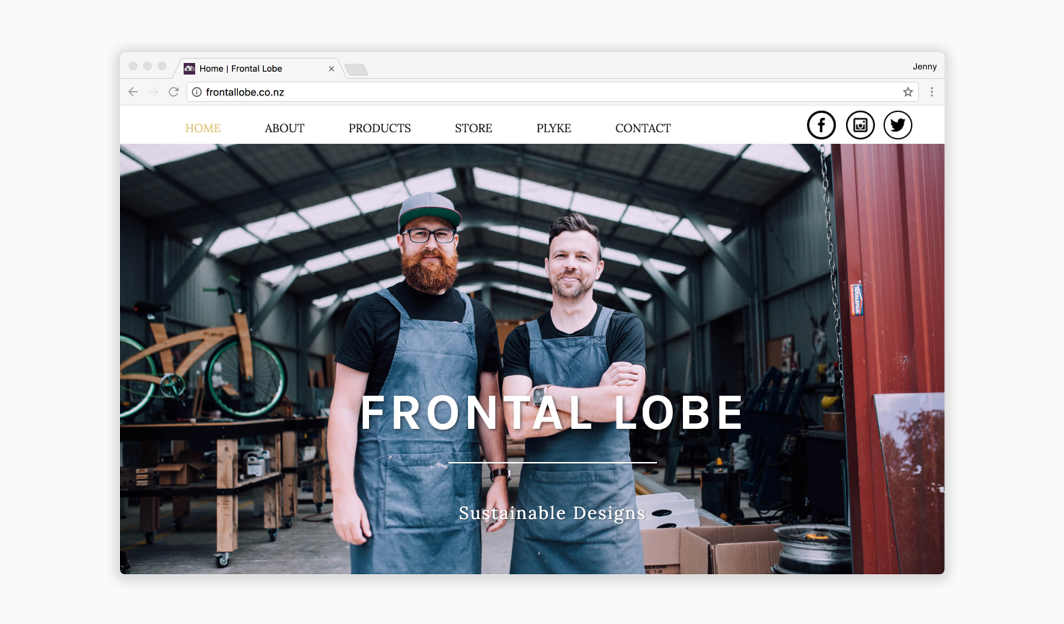 Home | Frontal Lobe
Jenny
frontallobe.co.nz
HOME ABOUT PRODUCTS STORE PLYKE CONTACT
FRONTAL LOBE
Sustainable Designs